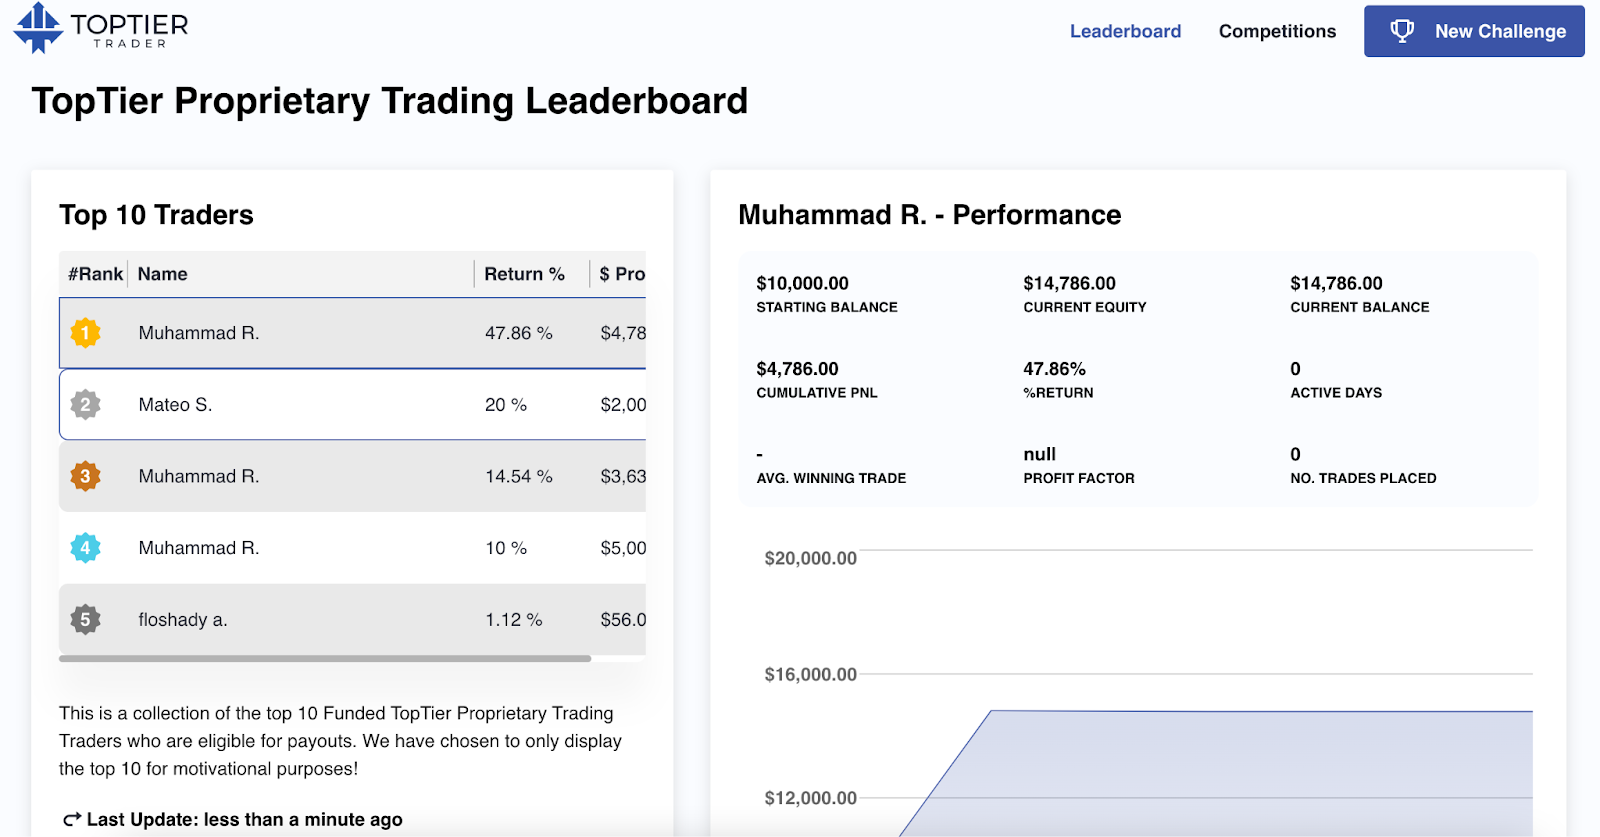 TOPTIER
TRADER
Leaderboard
Competitions
New Challenge
TopTier Proprietary Trading Leaderboard
Top 10 Traders
#Rank Name Return % $ Pro
1 Muhammad R. 47.86 % $4,78
2 Mateo S. 20 % $2,00
3 Muhammad R. 14.54 % $3,63
4 Muhammad R. 10 % $5,00
5 floshady a. 1.12 % $56.0
This is a collection of the top 10 Funded TopTier Proprietary Trading
Traders who are eligible for payouts. We have chosen to only display
the top 10 for motivational purposes!
Last Update: less than a minute ago
Muhammad R. - Performance
$10,000.00 $14,786.00 $14,786.00
STARTING BALANCE CURRENT EQUITY CURRENT BALANCE
$4,786.00 47.86% 0
CUMULATIVE PNL %RETURN ACTIVE DAYS
- null 0
AVG. WINNING TRADE PROFIT FACTOR NO. TRADES PLACED
$20,000.00
$16,000.00
$12,000.00